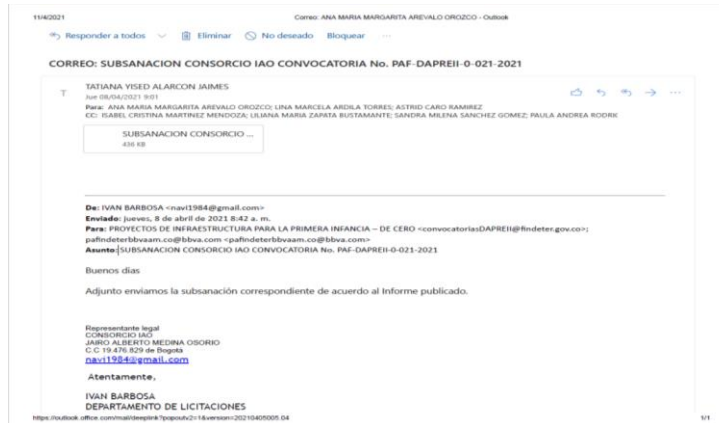 11/4/2021 Correo: ANA MARIA MARGARITA AREVALO OROZCO - Outlook
Responder a todos Eliminar No deseado Bloquear ...
CORREO: SUBSANACION CONSORCIO IAO CONVOCATORIA No. PAF-DAPREII-0-021-2021
T TATIANA YISED ALARCON JAIMES
Jue 08/04/2021 9:01
Para: ANA MARIA MARGARITA AREVALO OROZCO; LINA MARCELA ARDILA TORRES; ASTRID CARO RAMIREZ
CC: ISABEL CRISTINA MARTINEZ MENDOZA; LILIANA MARIA ZAPATA BUSTAMANTE; SANDRA MILENA SANCHEZ GOMEZ; PAULA ANDREA RODRIK
SUBSANACION CONSORCIO ...
436 KB
De: IVAN BARBOSA <navi1984@gmail.com>
Enviado: jueves, 8 de abril de 2021 8:42 a. m.
Para: PROYECTOS DE INFRAESTRUCTURA PARA LA PRIMERA INFANCIA – DE CERO <convocatoriasDAPREII@findeter.gov.co>;
pafindeterbbvaam.co@bbva.com <pafindeterbbvaam.co@bbva.com>
Asunto: SUBSANACION CONSORCIO IAO CONVOCATORIA No. PAF-DAPREII-0-021-2021
Buenos días
Adjunto enviamos la subsanación correspondiente de acuerdo al Informe publicado.
Representante legal
CONSORCIO IAO
JAIRO ALBERTO MEDINA OSORIO
C.C 19.476.829 de Bogotá
navi1984@gmail.com
Atentamente,
IVAN BARBOSA
DEPARTAMENTO DE LICITACIONES
https://outlook.office.com/mail/deeplink?popoutv2=1&version=20210405005.04 1/1